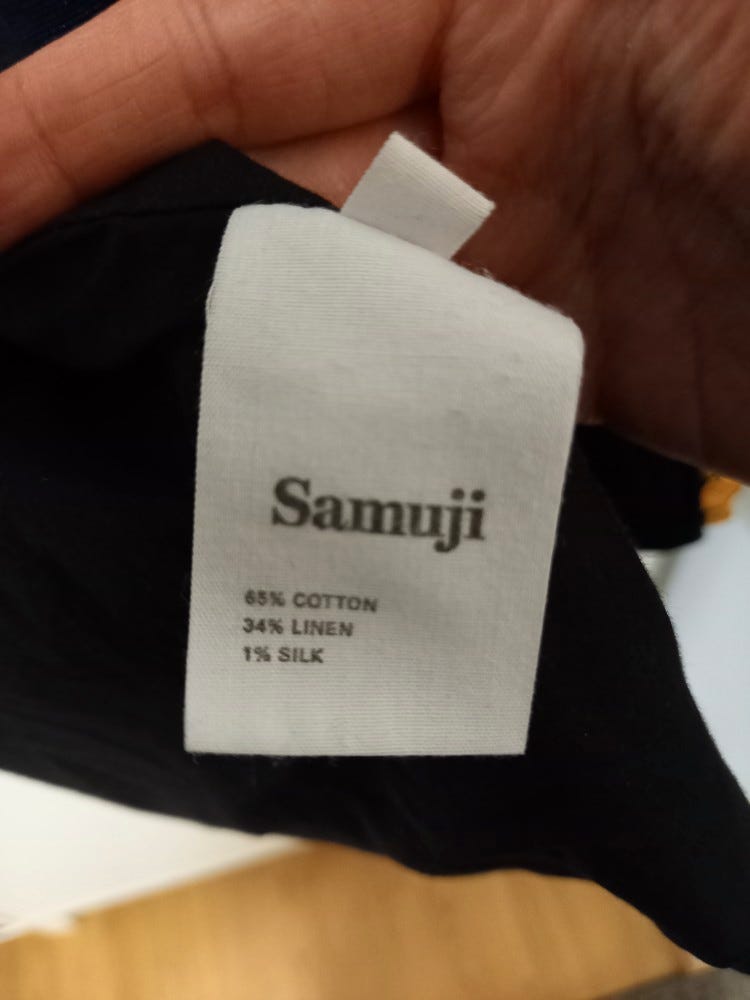 Samuji
65% COTTON
34% LINEN
1% SILK